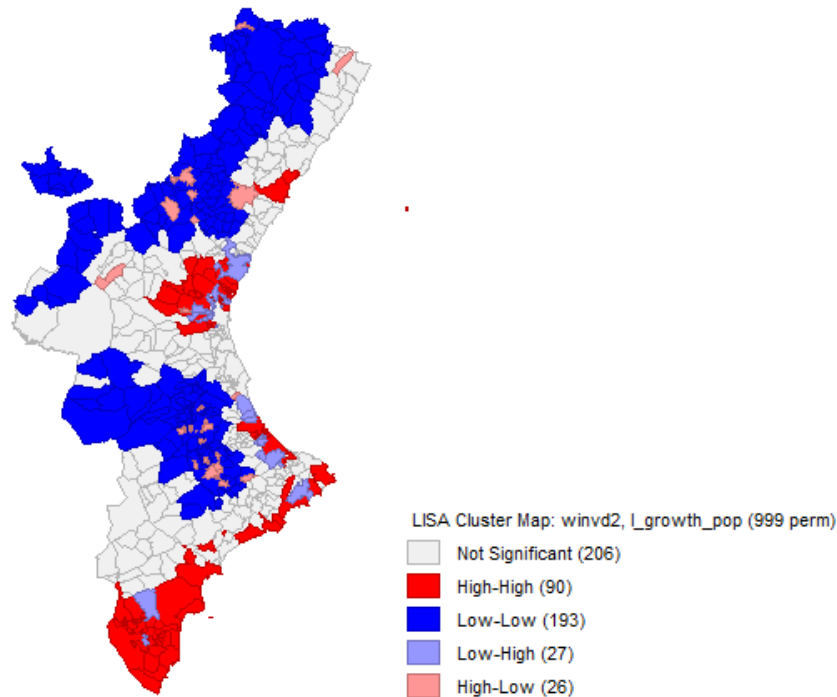 LISA Cluster Map: winvd2, I_growth_pop (999 perm)
Not Significant (206)
High-High (90)
Low-Low (193)
Low-High (27)
High-Low (26)